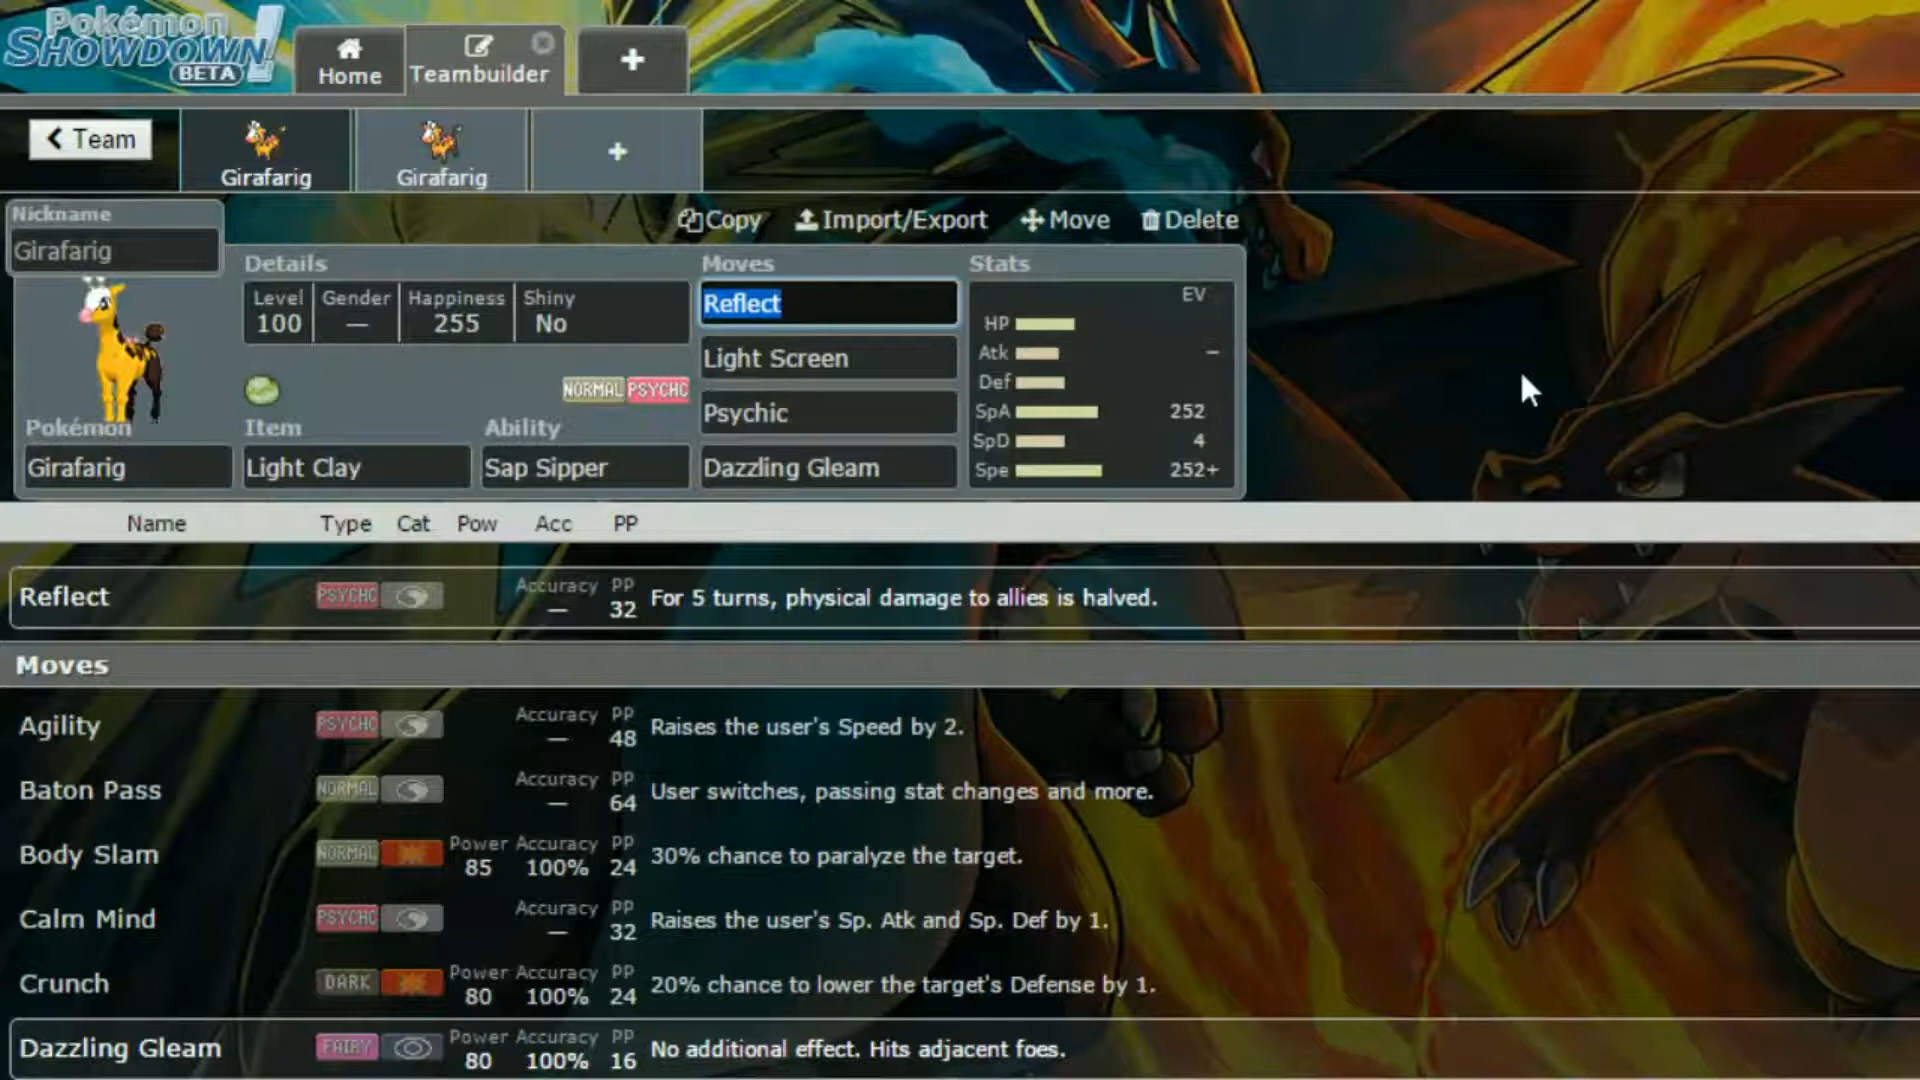 Pokémon
SHOWDOWN!
BETA
Home
Teambuilder
+
< Team
Girafarig
Girafarig
+
Copy
Import/Export
Move
Delete
Nickname
Girafarig
Details
Level
100
Gender
—
Happiness
255
Shiny
No
NORMAL PSYCHC
Pokémon
Girafarig
Item
Light Clay
Ability
Sap Sipper
Moves
Reflect
Light Screen
Psychic
Dazzling Gleam
Stats
EV
HP
Atk –
Def
SpA 252
SpD 4
Spe 252+
Name Type Cat Pow Acc PP
Reflect PSYCHC Accuracy — PP 32 For 5 turns, physical damage to allies is halved.
Moves
Agility PSYCHC Accuracy — PP 48 Raises the user's Speed by 2.
Baton Pass NORMAL Accuracy — PP 64 User switches, passing stat changes and more.
Body Slam NORMAL Power 85 Accuracy 100% PP 24 30% chance to paralyze the target.
Calm Mind PSYCHC Accuracy — PP 32 Raises the user's Sp. Atk and Sp. Def by 1.
Crunch DARK Power 80 Accuracy 100% PP 24 20% chance to lower the target's Defense by 1.
Dazzling Gleam FAIRY Power 80 Accuracy 100% PP 16 No additional effect. Hits adjacent foes.